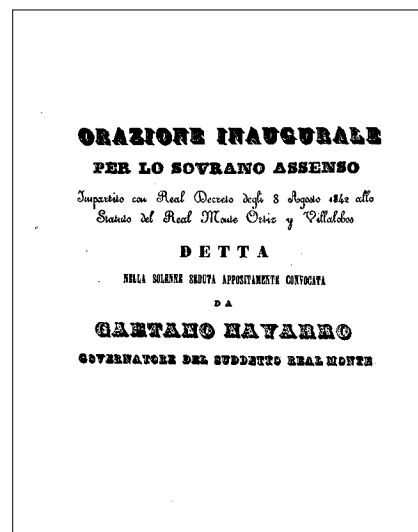 ORAZIONE INAUGURALE
PER LO SOVRANO ASSENSO
Impartito con Real Decreto degli 8 Agosto 1842 allo
Statuto del Real Monte Ortiz y Villalobos
DETTA
NELLA SOLENNE SEDUTA APPOSITAMENTE CONVOCATA
DA
GAETANO NAVARRO
GOVERNATORE DEL SUDDETTO REAL MONTE